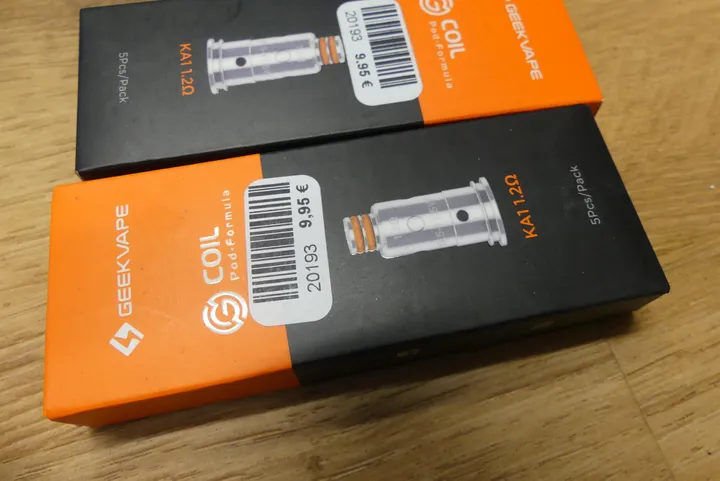 5Pcs/Pack
KA1 1.2Ω
20193
9,95 €
COIL
Pod-Formula
GEEKVAPE
GEEKVAPE
COIL
Pod-Formula
20193
9,95 €
KA1 1.2Ω
5Pcs/Pack